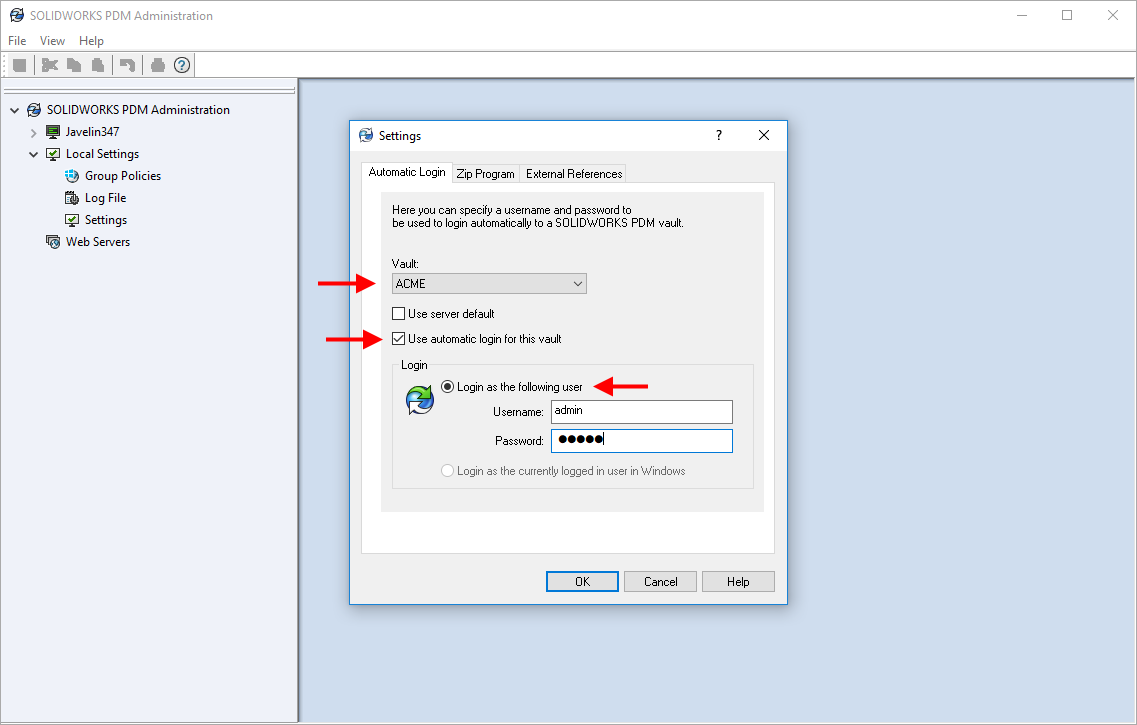 SOLIDWORKS PDM Administration
File View Help
SOLIDWORKS PDM Administration
Javelin347
Local Settings
Group Policies
Log File
Settings
Web Servers
Settings
Automatic Login Zip Program External References
Here you can specify a username and password to
be used to login automatically to a SOLIDWORKS PDM vault.
Vault:
ACME
Use server default
Use automatic login for this vault
Login
Login as the following user
Username: admin
Password: ●●●●●
Login as the currently logged in user in Windows
OK Cancel Help